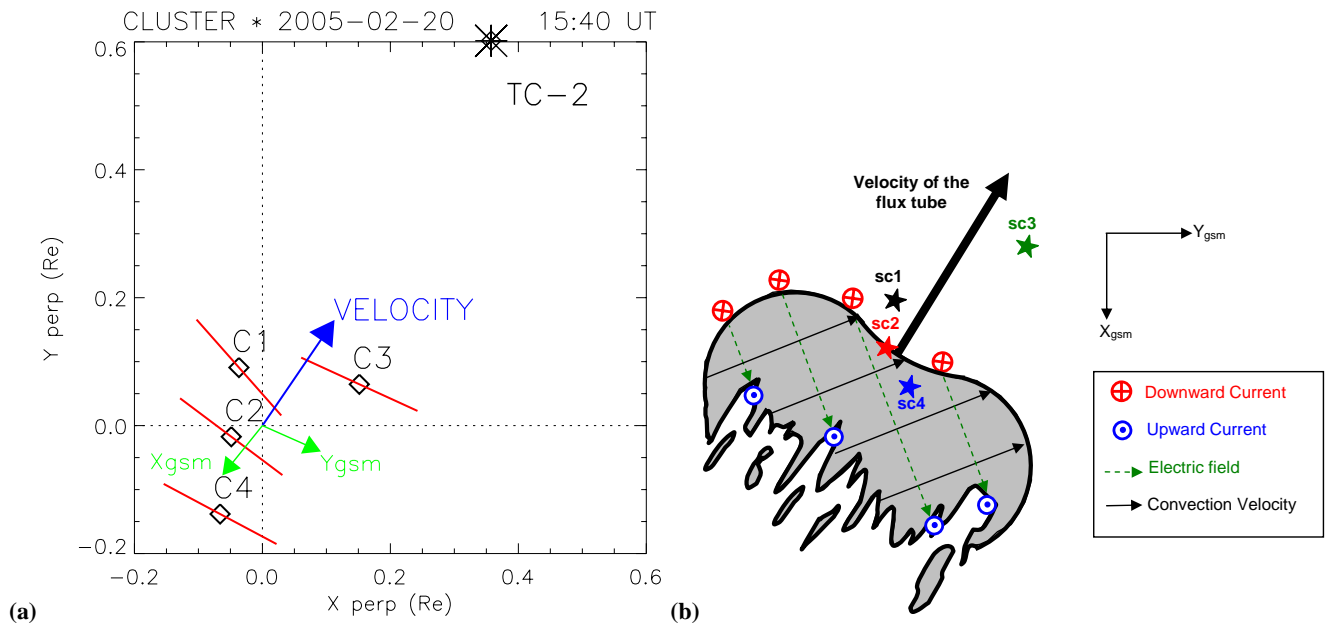 CLUSTER * 2005-02-20 15:40 UT
0.6
0.4
0.2
0.0
-0.2
Y perp (Re)
TC-2
VELOCITY
C1
C3
C2
Xgsm
Ygsm
C4
-0.2 0.0 0.2 0.4 0.6
X perp (Re)
(a)
Velocity of the
flux tube
sc3
sc1
sc2
sc4
Ygsm
Xgsm
Downward Current
Upward Current
Electric field
Convection Velocity
(b)